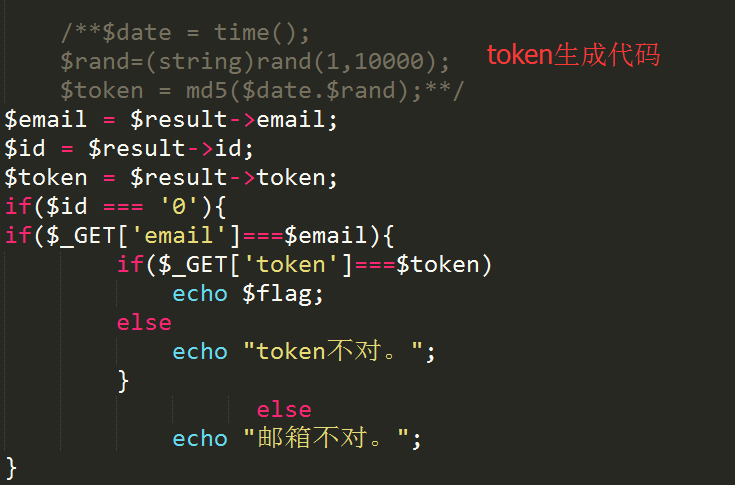 /**$date = time();
$rand=(string)rand(1,10000);
token生成代码
$token = md5($date.$rand);**/
$email = $result->email;
$id = $result->id;
$token = $result->token;
if($id === '0'){
if($_GET['email']===$email){
if($_GET['token']===$token)
echo $flag;
else
echo "token不对。";
}
else
echo "邮箱不对。";
}